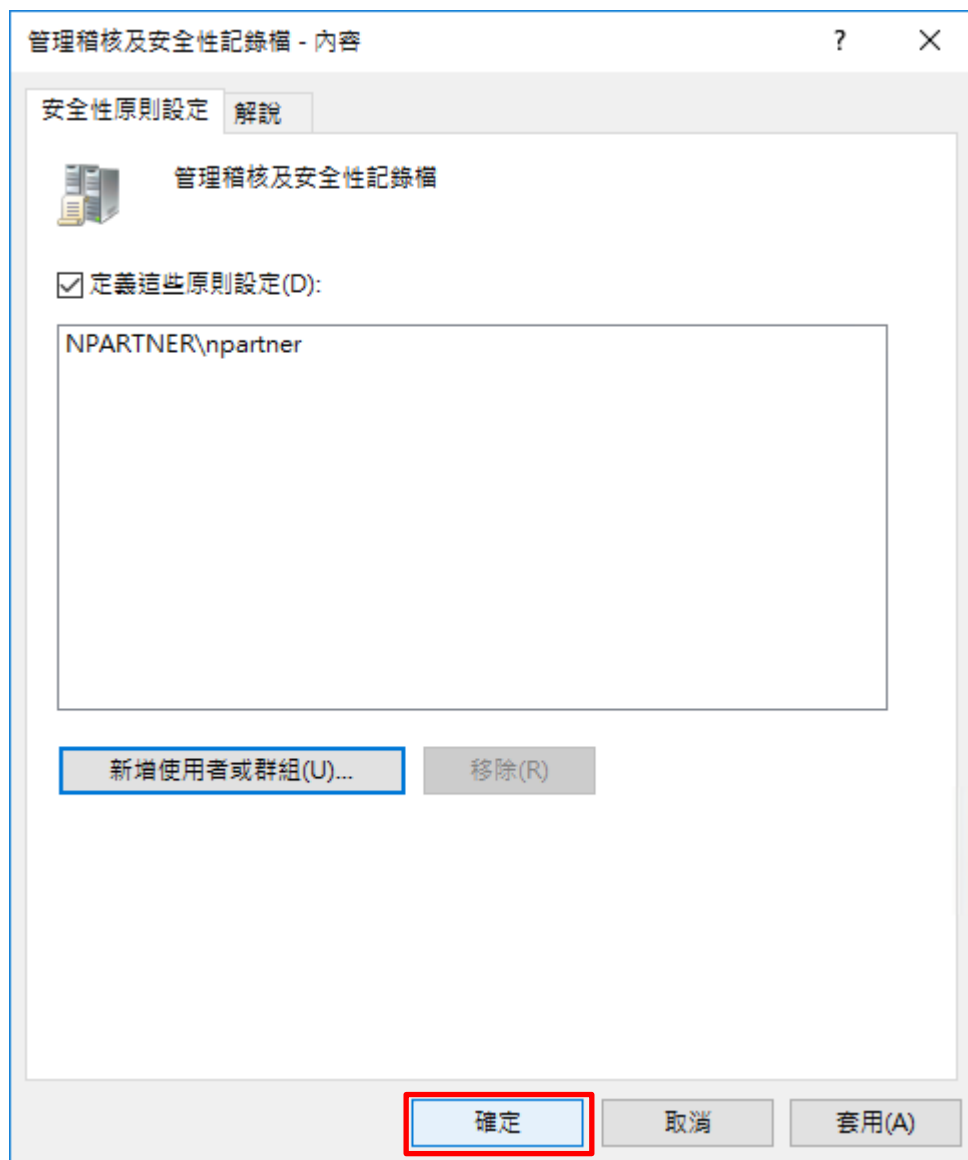 管理稽核及安全性記錄檔 - 內容
?
安全性原則設定 解說
管理稽核及安全性記錄檔
定義這些原則設定(D):
NPARTNER\npartner
新增使用者或群組(U)... 移除(R)
確定 取消 套用(A)